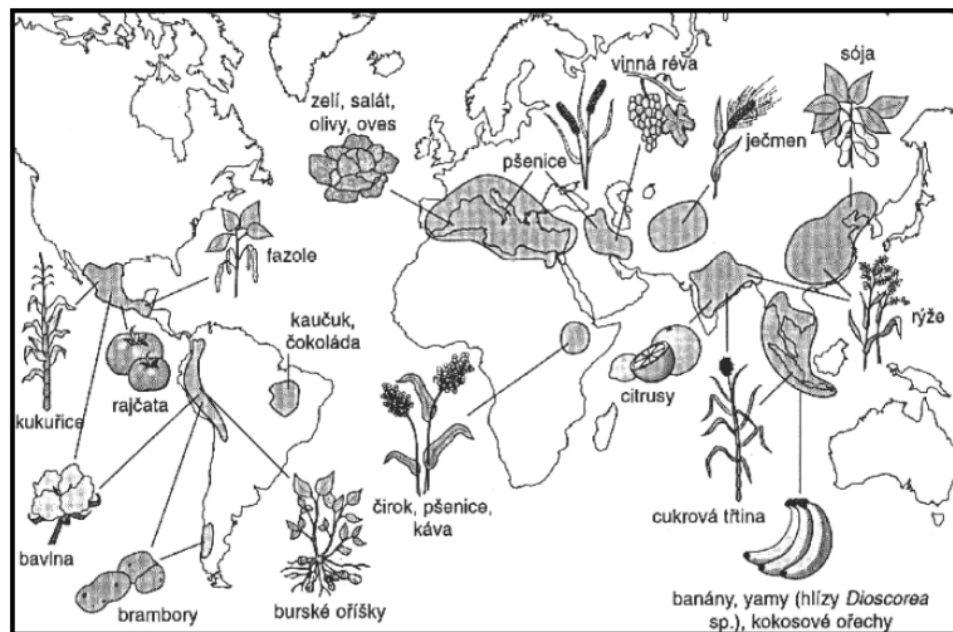 vinná réva
sója
zelí, salát,
olivy, oves
pšenice
ječmen
fazole
kaučuk,
čokoláda
rýže
rajčata
citrusy
kukuřice
čirok, pšenice,
káva
cukrová třtina
bavlna
brambory
burské oříšky
banány, yamy (hlízy Dioscorea
sp.), kokosové ořechy